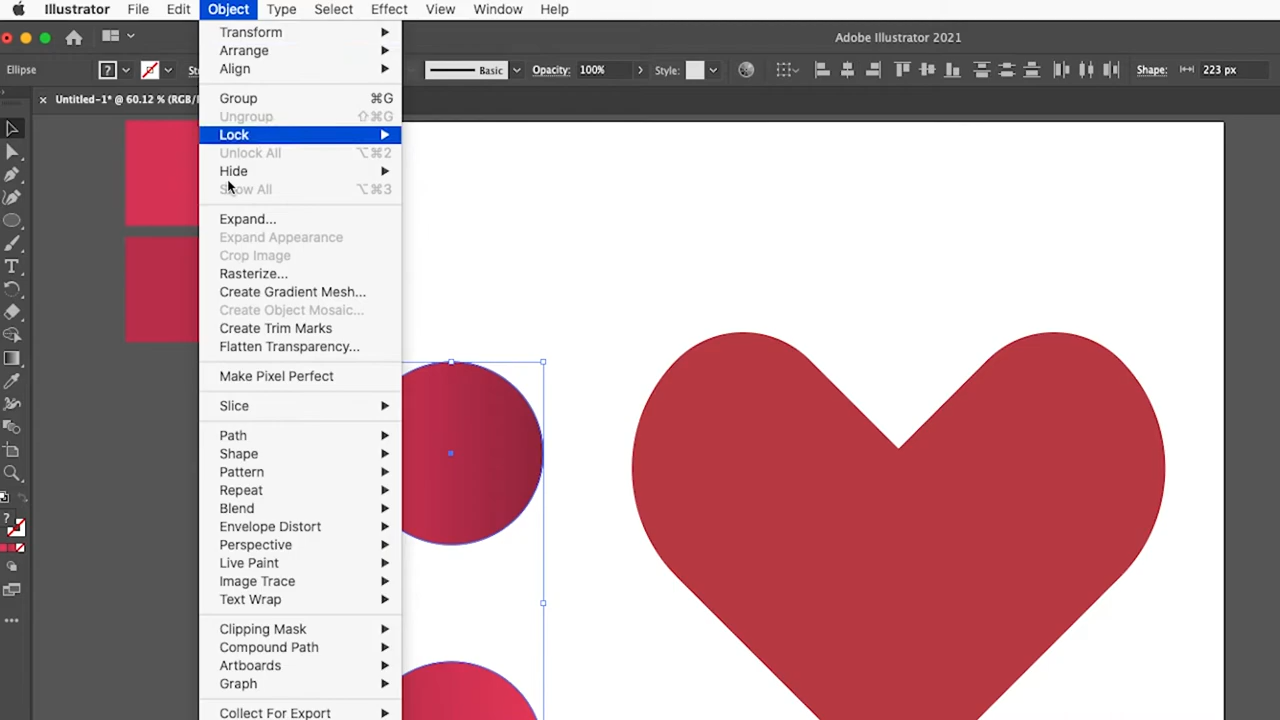 Illustrator File Edit Object Type Select Effect View Window Help
Adobe Illustrator 2021
Ellipse ? Basic Opacity: 100% Style: Shape: 223 px
× Untitled-1* @ 60.12 % (RGB/
Transform
Arrange
Align
Group ⌘G
Ungroup ⇧⌘G
Lock
Unlock All ⌥⌘2
Hide
Show All ⌥⌘3
Expand...
Expand Appearance
Crop Image
Rasterize...
Create Gradient Mesh...
Create Object Mosaic...
Create Trim Marks
Flatten Transparency...
Make Pixel Perfect
Slice
Path
Shape
Pattern
Repeat
Blend
Envelope Distort
Perspective
Live Paint
Image Trace
Text Wrap
Clipping Mask
Compound Path
Artboards
Graph
Collect For Export
?